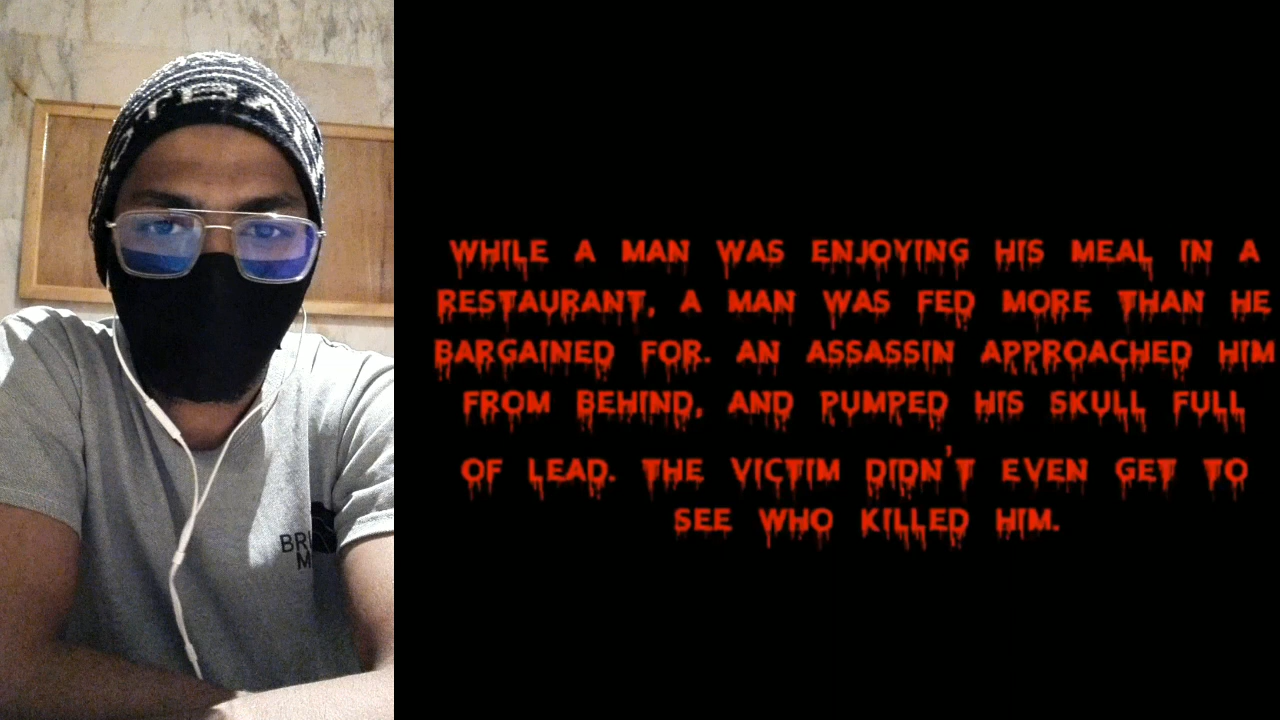 WHILE A MAN WAS ENJOYING HIS MEAL IN A
RESTAURANT, A MAN WAS FED MORE THAN HE
BARGAINED FOR. AN ASSASSIN APPROACHED HIM
FROM BEHIND, AND PUMPED HIS SKULL FULL
OF LEAD. THE VICTIM DIDN'T EVEN GET TO
SEE WHO KILLED HIM.